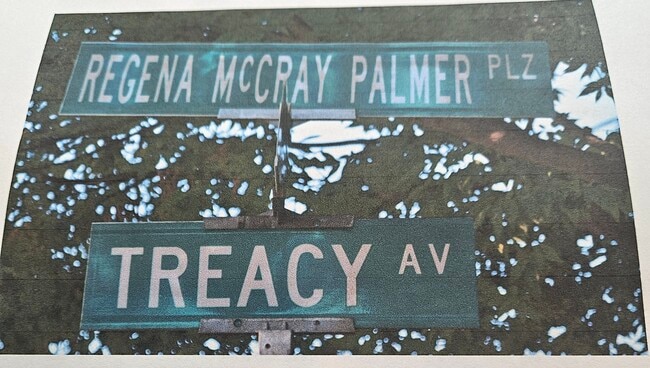 REGENA McCRAY PALMER PLZ
TREACY AV